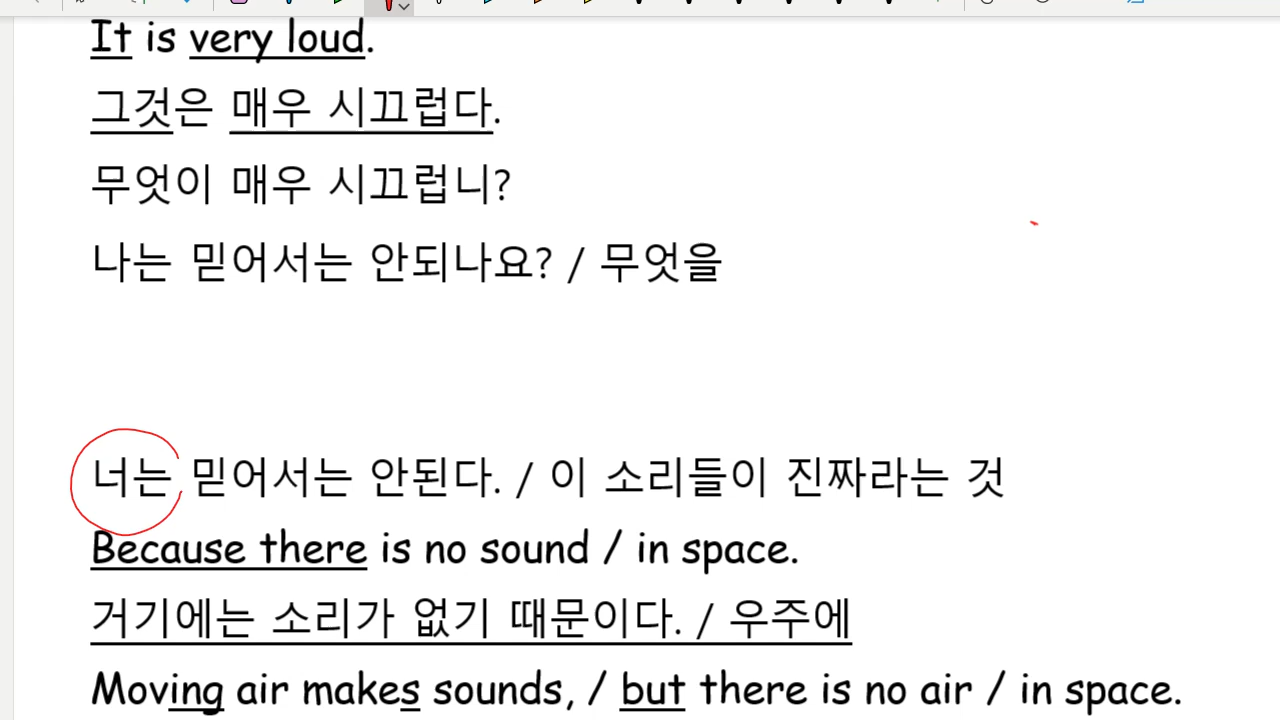 It is very loud.
그것은 매우 시끄럽다.
무엇이 매우 시끄럽니?
나는 믿어서는 안되나요? / 무엇을
너는 믿어서는 안된다. / 이 소리들이 진짜라는 것
Because there is no sound / in space.
거기에는 소리가 없기 때문이다. / 우주에
Moving air makes sounds, / but there is no air / in space.